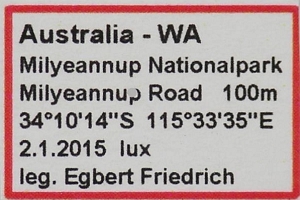 Australia - WA
Milyeannup Nationalpark
Milyeannup Road 100m
34°10'14"S 115°33'35"E
2.1.2015 lux
leg. Egbert Friedrich